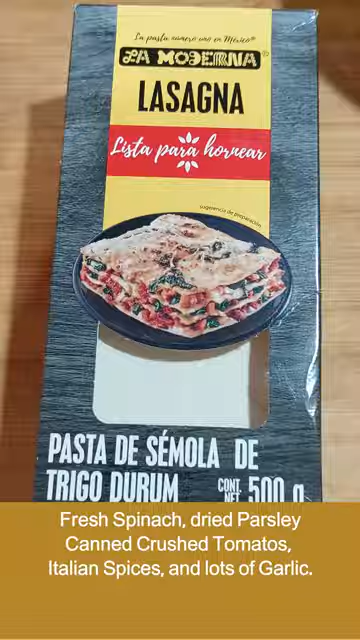 La pasta número uno en México®
LA MODERNA®
LASAGNA
Lista para hornear
sugerencia de preparación
PASTA DE SÉMOLA DE
TRIGO DURUM
CONT.
NET. 500 g
Fresh Spinach, dried Parsley
Canned Crushed Tomatos,
Italian Spices, and lots of Garlic.